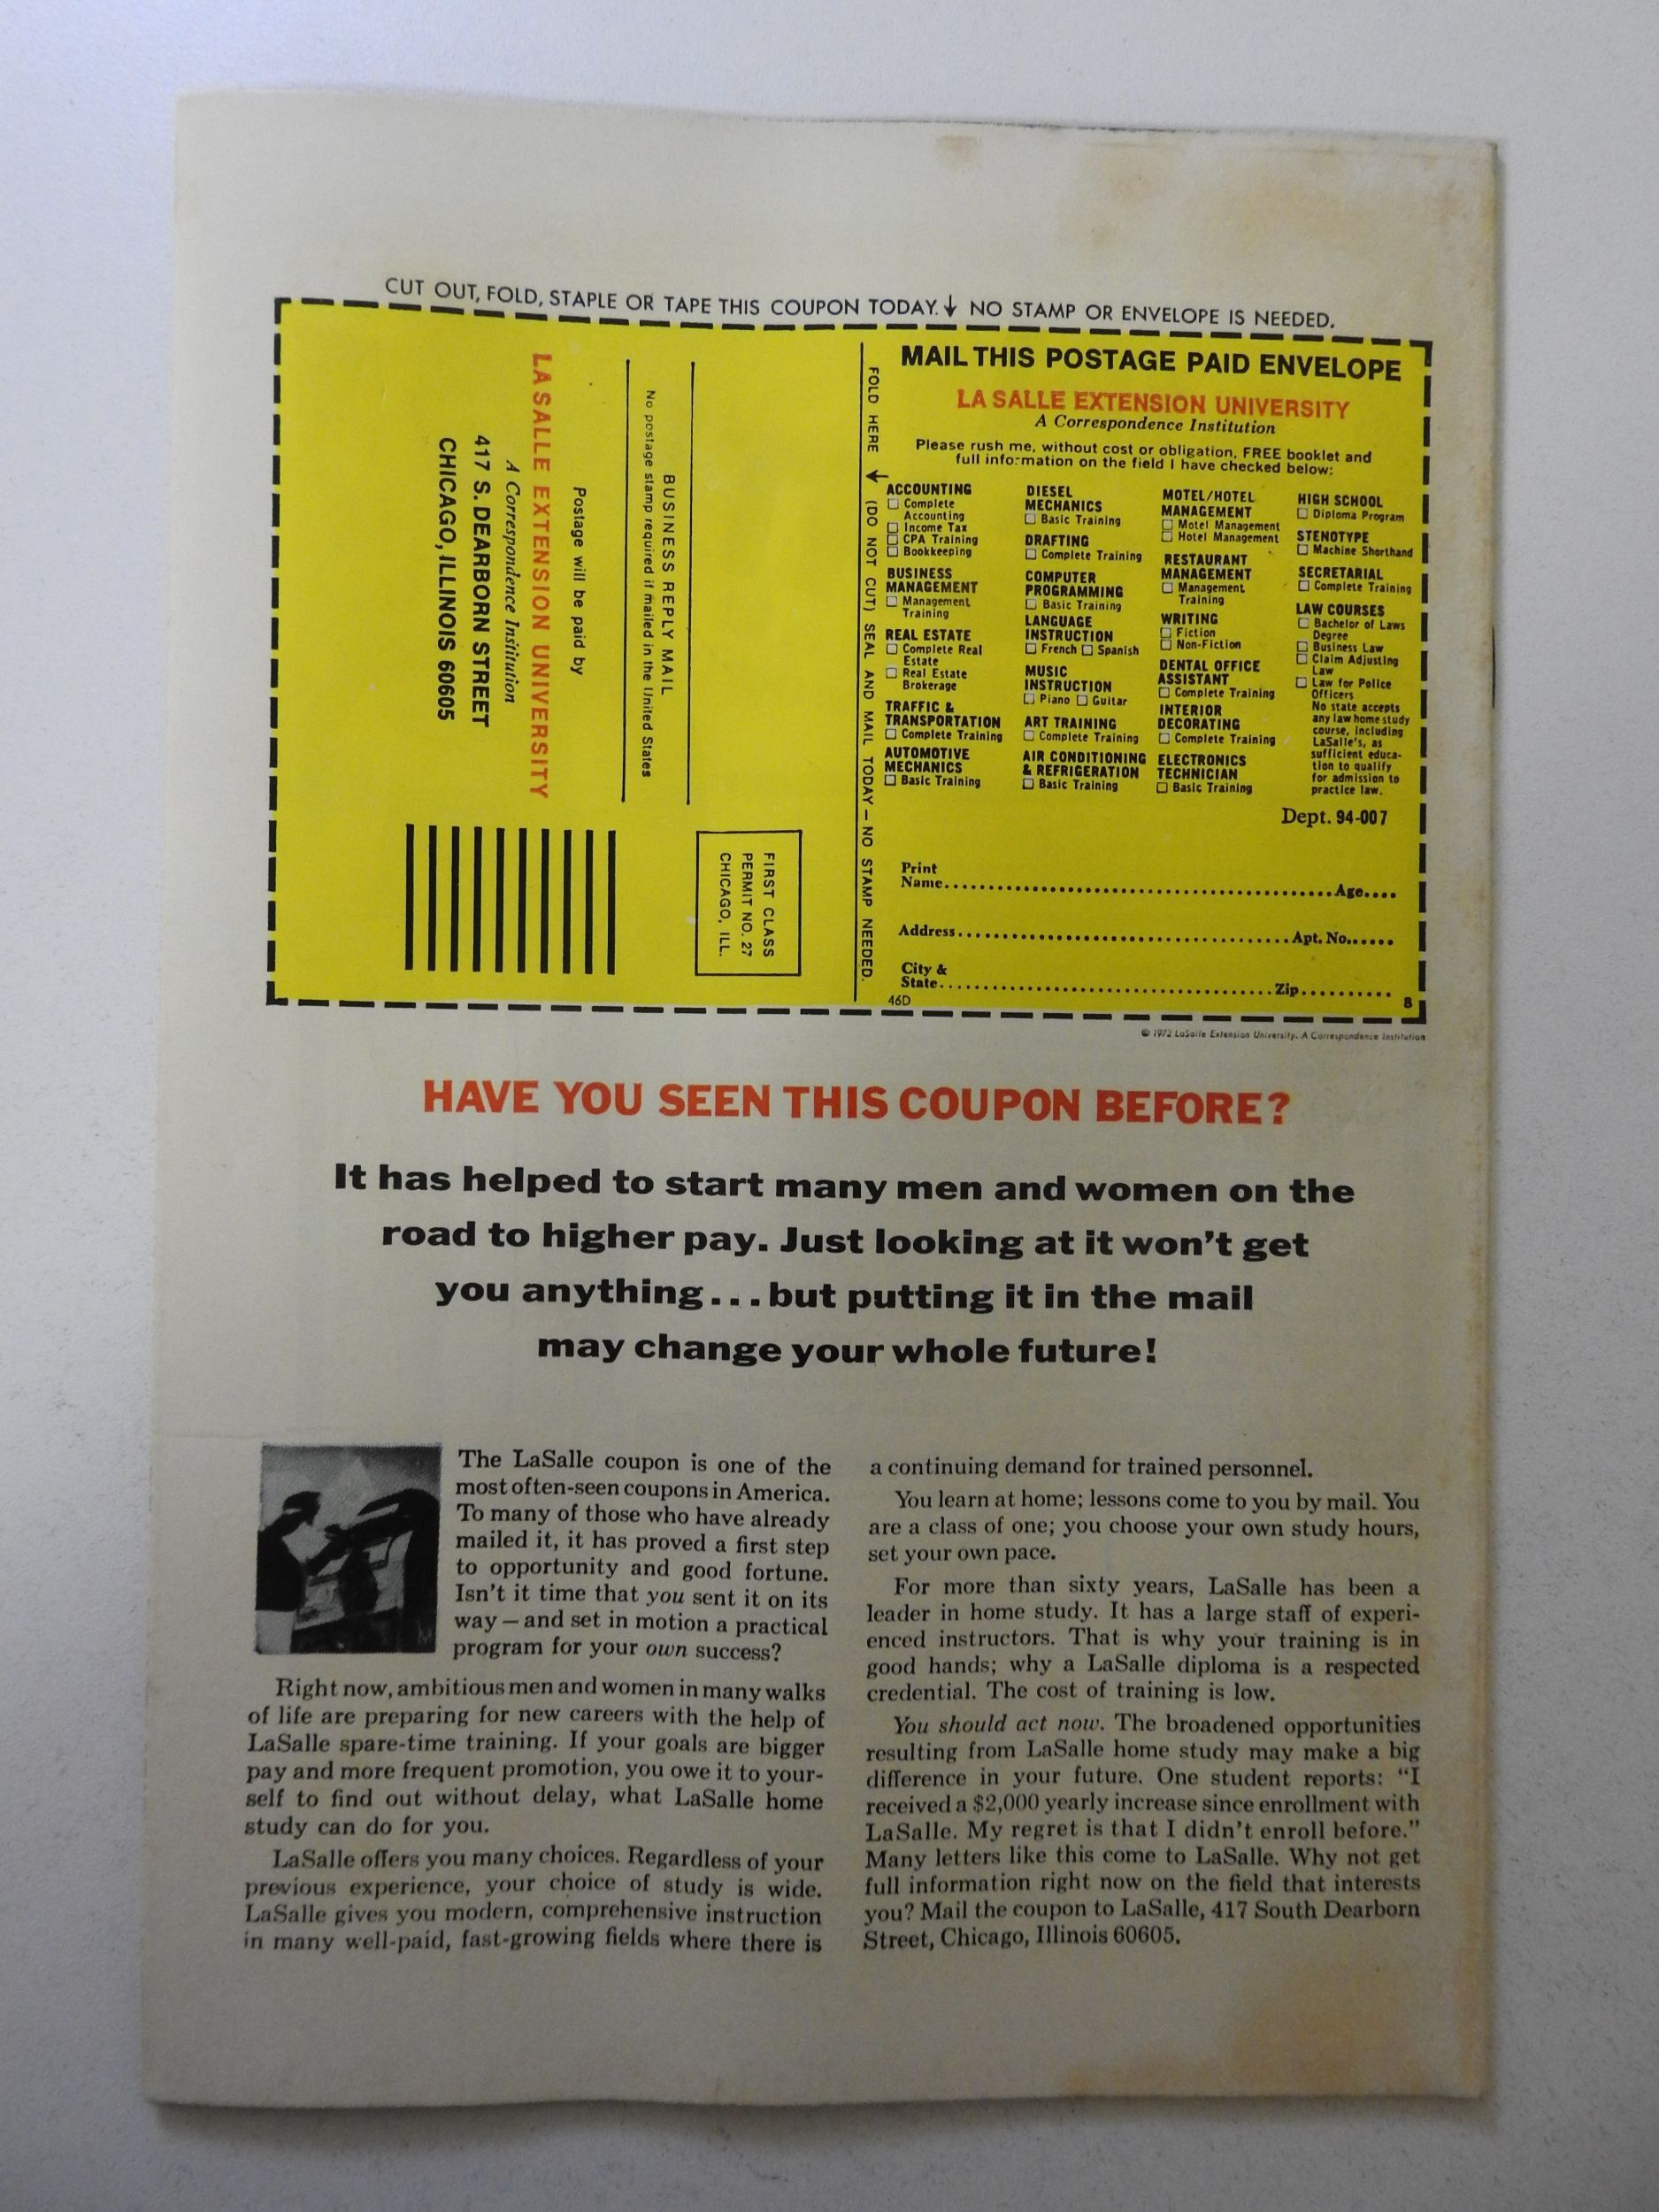 CUT OUT, FOLD, STAPLE OR TAPE THIS COUPON TODAY.↓ NO STAMP OR ENVELOPE IS NEEDED.
BUSINESS REPLY MAIL
No postage stamp required if mailed in the United States
Postage will be paid by
LA SALLE EXTENSION UNIVERSITY
A Correspondence Institution
417 S. DEARBORN STREET
CHICAGO, ILLINOIS 60605
FIRST CLASS
PERMIT NO. 27
CHICAGO, ILL.
FOLD HERE → (DO NOT CUT) SEAL AND MAIL TODAY — NO STAMP NEEDED.
MAIL THIS POSTAGE PAID ENVELOPE
LA SALLE EXTENSION UNIVERSITY
A Correspondence Institution
Please rush me, without cost or obligation, FREE booklet and
full information on the field I have checked below:
ACCOUNTING
☐ Complete
Accounting
☐ Income Tax
☐ CPA Training
☐ Bookkeeping
BUSINESS
MANAGEMENT
☐ Management
Training
REAL ESTATE
☐ Complete Real
Estate
☐ Real Estate
Brokerage
TRAFFIC &
TRANSPORTATION
☐ Complete Training
AUTOMOTIVE
MECHANICS
☐ Basic Training
DIESEL
MECHANICS
☐ Basic Training
DRAFTING
☐ Complete Training
COMPUTER
PROGRAMMING
☐ Basic Training
LANGUAGE
INSTRUCTION
☐ French ☐ Spanish
MUSIC
INSTRUCTION
☐ Piano ☐ Guitar
ART TRAINING
☐ Complete Training
AIR CONDITIONING
& REFRIGERATION
☐ Basic Training
MOTEL/HOTEL
MANAGEMENT
☐ Motel Management
☐ Hotel Management
RESTAURANT
MANAGEMENT
☐ Management
Training
WRITING
☐ Fiction
☐ Non-Fiction
DENTAL OFFICE
ASSISTANT
☐ Complete Training
INTERIOR
DECORATING
☐ Complete Training
ELECTRONICS
TECHNICIAN
☐ Basic Training
HIGH SCHOOL
☐ Diploma Program
STENOTYPE
☐ Machine Shorthand
SECRETARIAL
☐ Complete Training
LAW COURSES
☐ Bachelor of Laws
Degree
☐ Business Law
☐ Claim Adjusting
Law
☐ Law for Police
Officers
No state accepts
any law home study
course, including
LaSalle's, as
sufficient educa-
tion to qualify
for admission to
practice law.
Dept. 94-007
Print
Name..........Age....
Address..........Apt. No......
City &
State..........Zip..........
46D 8
© 1972 LaSalle Extension University. A Correspondence Institution
HAVE YOU SEEN THIS COUPON BEFORE?
It has helped to start many men and women on the
road to higher pay. Just looking at it won't get
you anything...but putting it in the mail
may change your whole future!
The LaSalle coupon is one of the
most often-seen coupons in America.
To many of those who have already
mailed it, it has proved a first step
to opportunity and good fortune.
Isn't it time that you sent it on its
way — and set in motion a practical
program for your own success?
Right now, ambitious men and women in many walks
of life are preparing for new careers with the help of
LaSalle spare-time training. If your goals are bigger
pay and more frequent promotion, you owe it to your-
self to find out without delay, what LaSalle home
study can do for you.
LaSalle offers you many choices. Regardless of your
previous experience, your choice of study is wide.
LaSalle gives you modern, comprehensive instruction
in many well-paid, fast-growing fields where there is
a continuing demand for trained personnel.
You learn at home; lessons come to you by mail. You
are a class of one; you choose your own study hours,
set your own pace.
For more than sixty years, LaSalle has been a
leader in home study. It has a large staff of experi-
enced instructors. That is why your training is in
good hands; why a LaSalle diploma is a respected
credential. The cost of training is low.
You should act now. The broadened opportunities
resulting from LaSalle home study may make a big
difference in your future. One student reports: "I
received a $2,000 yearly increase since enrollment with
LaSalle. My regret is that I didn't enroll before."
Many letters like this come to LaSalle. Why not get
full information right now on the field that interests
you? Mail the coupon to LaSalle, 417 South Dearborn
Street, Chicago, Illinois 60605.